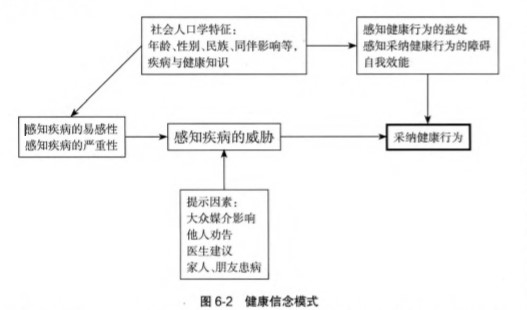 社会人口学特征：
年龄、性别、民族、同伴影响等，
疾病与健康知识
感知健康行为的益处
感知采纳健康行为的障碍
自我效能
感知疾病的易感性
感知疾病的严重性
感知疾病的威胁
采纳健康行为
提示因素：
大众媒介影响
他人劝告
医生建议
家人、朋友患病
图 6-2 健康信念模式